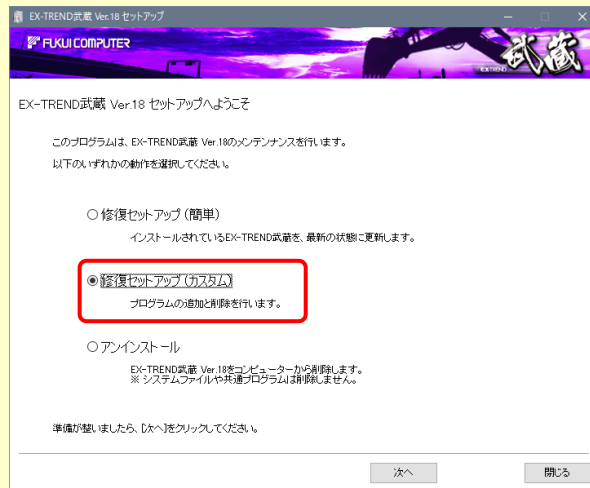 EX-TREND武蔵 Ver.18 セットアップ
FUKUI COMPUTER
武蔵
EX-TREND
EX-TREND武蔵 Ver.18 セットアップへようこそ
このプログラムは、EX-TREND武蔵 Ver.18のメンテナンスを行います。
以下のいずれかの動作を選択してください。
修復セットアップ(簡単)
インストールされているEX-TREND武蔵を、最新の状態に更新します。
修復セットアップ(カスタム)
プログラムの追加と削除を行います。
アンインストール
EX-TREND武蔵 Ver.18をコンピューターから削除します。
※ システムファイルや共通プログラムは削除しません。
準備が整いましたら、[次へ]をクリックしてください。
次へ
閉じる